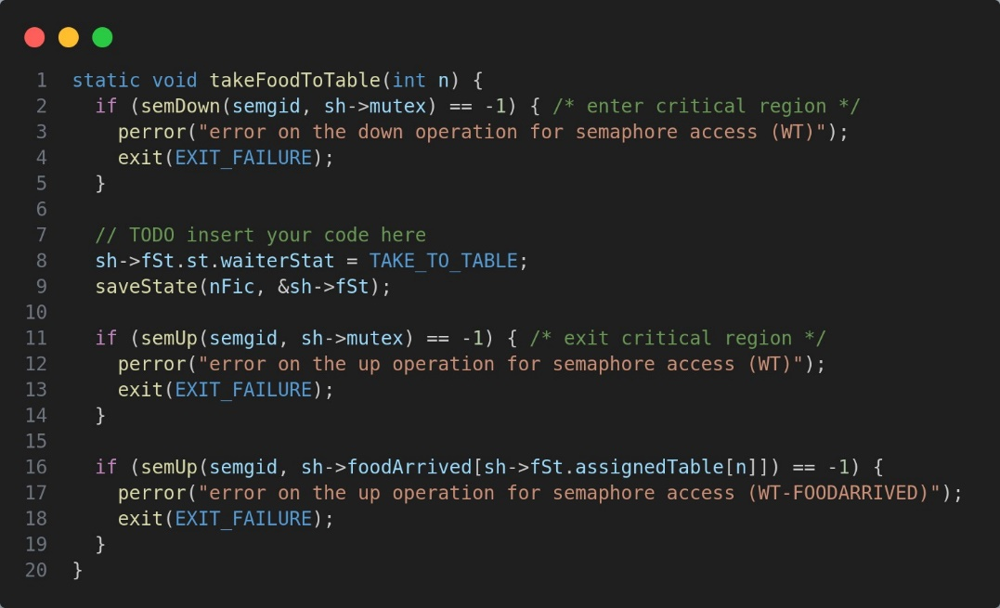 1 static void takeFoodToTable(int n) {
2   if (semDown(semgid, sh->mutex) == -1) { /* enter critical region */
3     perror("error on the down operation for semaphore access (WT)");
4     exit(EXIT_FAILURE);
5   }
6
7   // TODO insert your code here
8   sh->fSt.st.waiterStat = TAKE_TO_TABLE;
9   saveState(nFic, &sh->fSt);
10
11   if (semUp(semgid, sh->mutex) == -1) { /* exit critical region */
12     perror("error on the up operation for semaphore access (WT)");
13     exit(EXIT_FAILURE);
14   }
15
16   if (semUp(semgid, sh->foodArrived[sh->fSt.assignedTable[n]]) == -1) {
17     perror("error on the up operation for semaphore access (WT-FOODARRIVED)");
18     exit(EXIT_FAILURE);
19   }
20 }